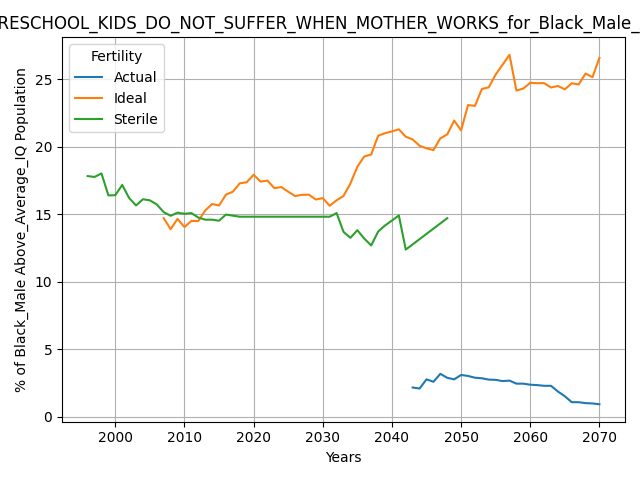 RESCHOOL_KIDS_DO_NOT_SUFFER_WHEN_MOTHER_WORKS_for_Black_Male_
Fertility
Actual
Ideal
Sterile
% of Black_Male Above_Average_IQ Population
25
20
15
10
5
0
2000 2010 2020 2030 2040 2050 2060 2070
Years